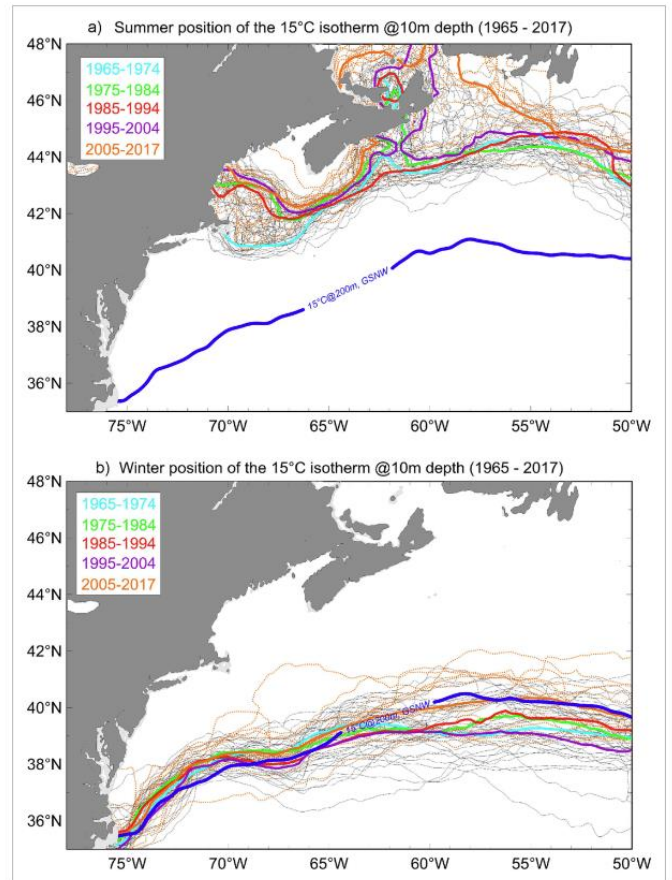 a) Summer position of the 15°C isotherm @10m depth (1965 - 2017)
48°N
1965-1974
1975-1984
1985-1994
1995-2004
2005-2017
46°N
44°N
42°N
40°N
38°N
36°N
15°C@200m, GSNW
75°W 70°W 65°W 60°W 55°W 50°W
b) Winter position of the 15°C isotherm @10m depth (1965 - 2017)
48°N
1965-1974
1975-1984
1985-1994
1995-2004
2005-2017
46°N
44°N
42°N
40°N
38°N
36°N
15°C@200m, GSNW
75°W 70°W 65°W 60°W 55°W 50°W